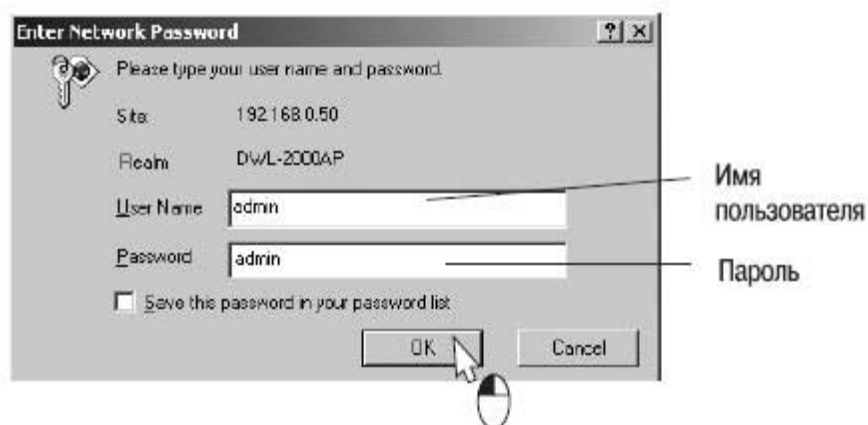 Enter Network Password
Please type your user name and password.
Site: 192.168.0.50
Realm DWL-2000AP
User Name admin
Имя
пользователя
Password admin
Пароль
Save this password in your password list
OK Cancel